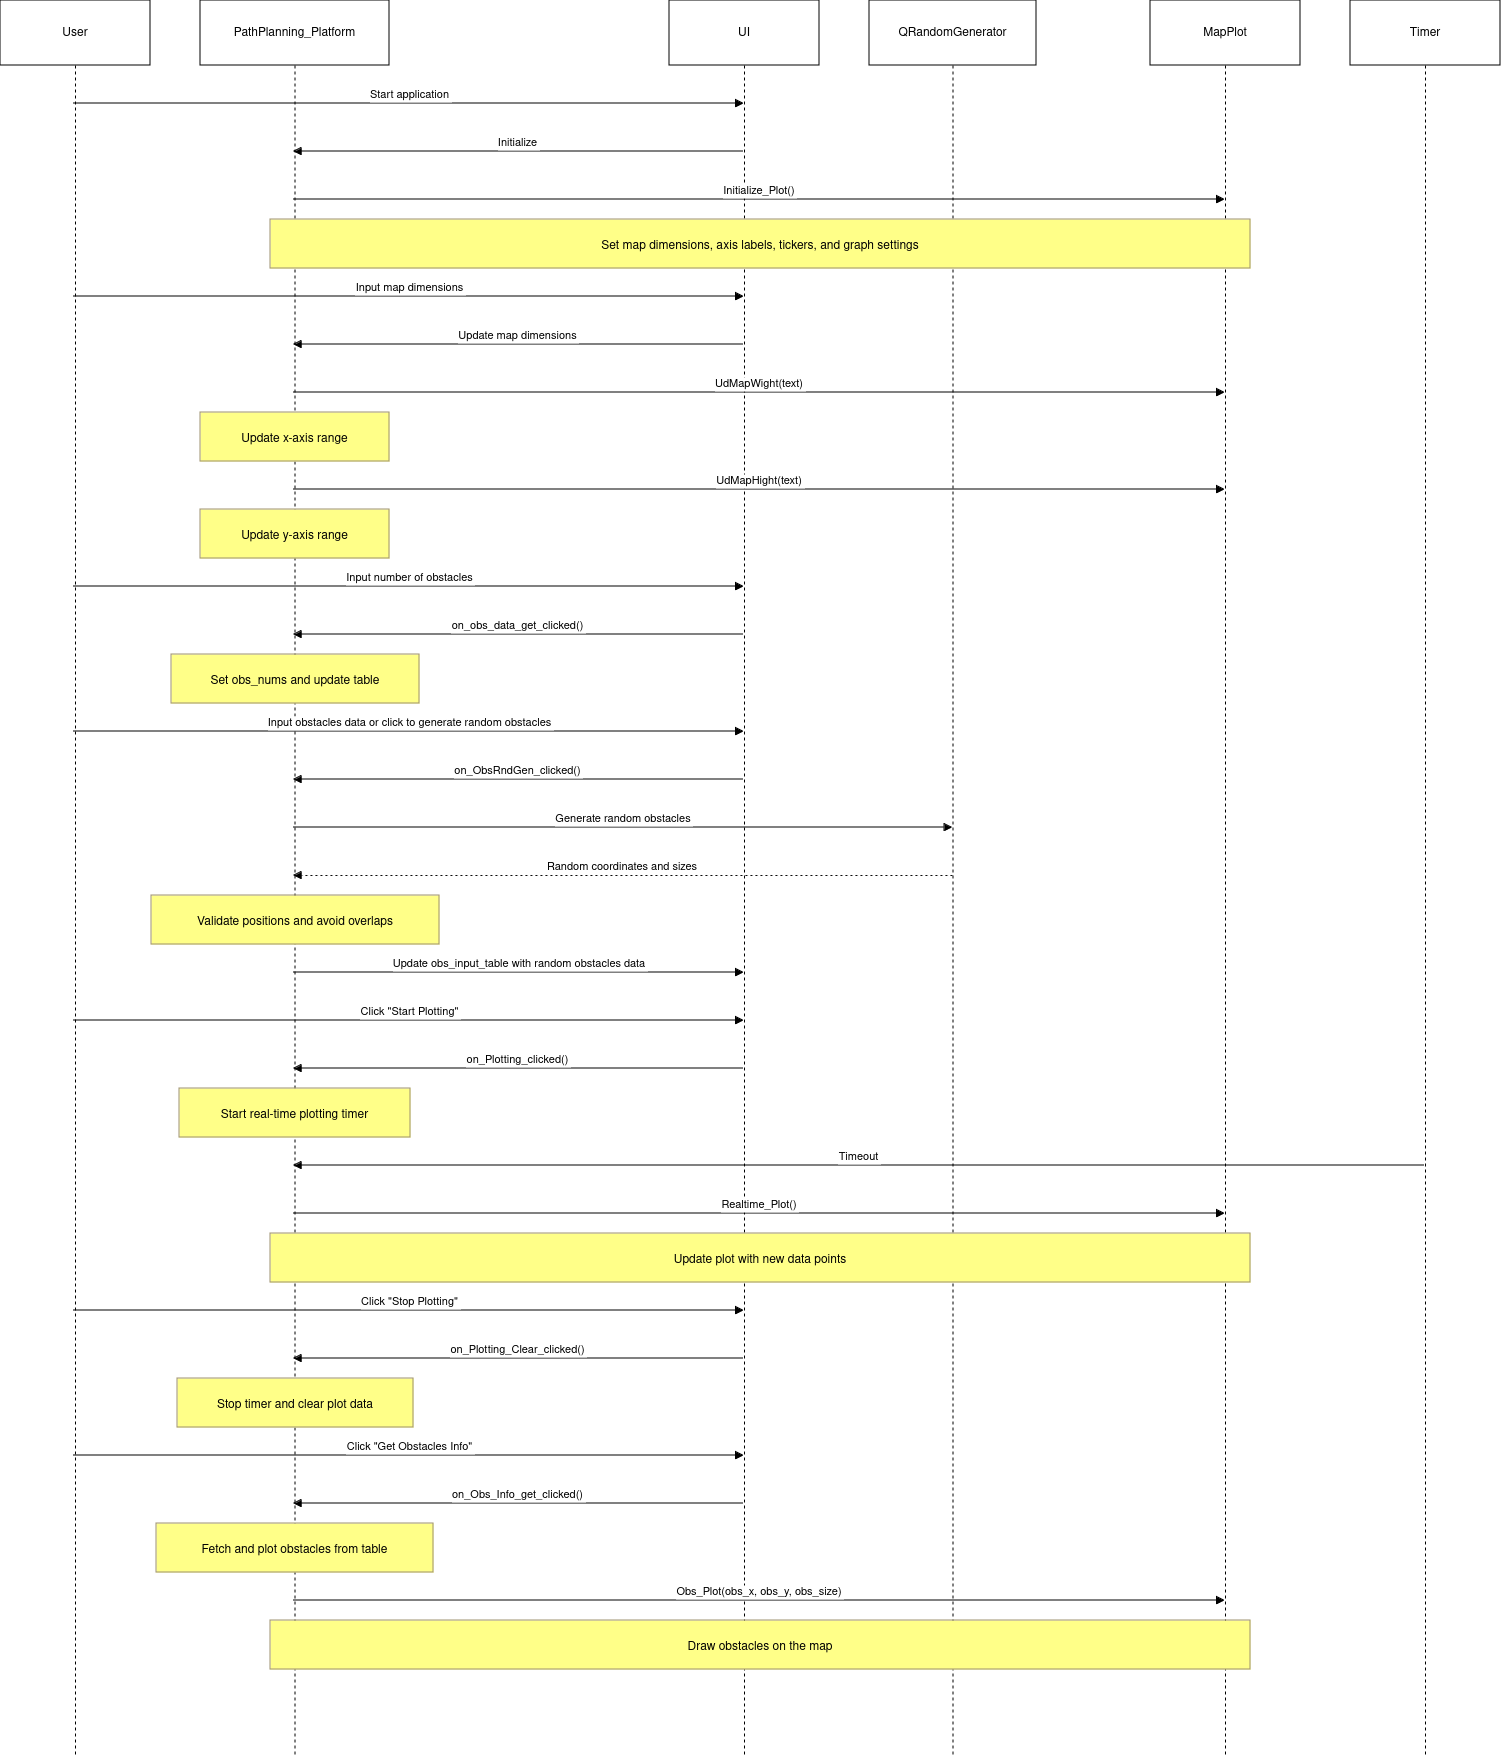 User
PathPlanning_Platform
UI
QRandomGenerator
MapPlot
Timer
Start application
Initialize
Initialize_Plot()
Set map dimensions, axis labels, tickers, and graph settings
Input map dimensions
Update map dimensions
UdMapWight(text)
Update x-axis range
UdMapHight(text)
Update y-axis range
Input number of obstacles
on_obs_data_get_clicked()
Set obs_nums and update table
Input obstacles data or click to generate random obstacles
on_ObsRndGen_clicked()
Generate random obstacles
Random coordinates and sizes
Validate positions and avoid overlaps
Update obs_input_table with random obstacles data
Click "Start Plotting"
on_Plotting_clicked()
Start real-time plotting timer
Timeout
Realtime_Plot()
Update plot with new data points
Click "Stop Plotting"
on_Plotting_Clear_clicked()
Stop timer and clear plot data
Click "Get Obstacles Info"
on_Obs_Info_get_clicked()
Fetch and plot obstacles from table
Obs_Plot(obs_x, obs_y, obs_size)
Draw obstacles on the map